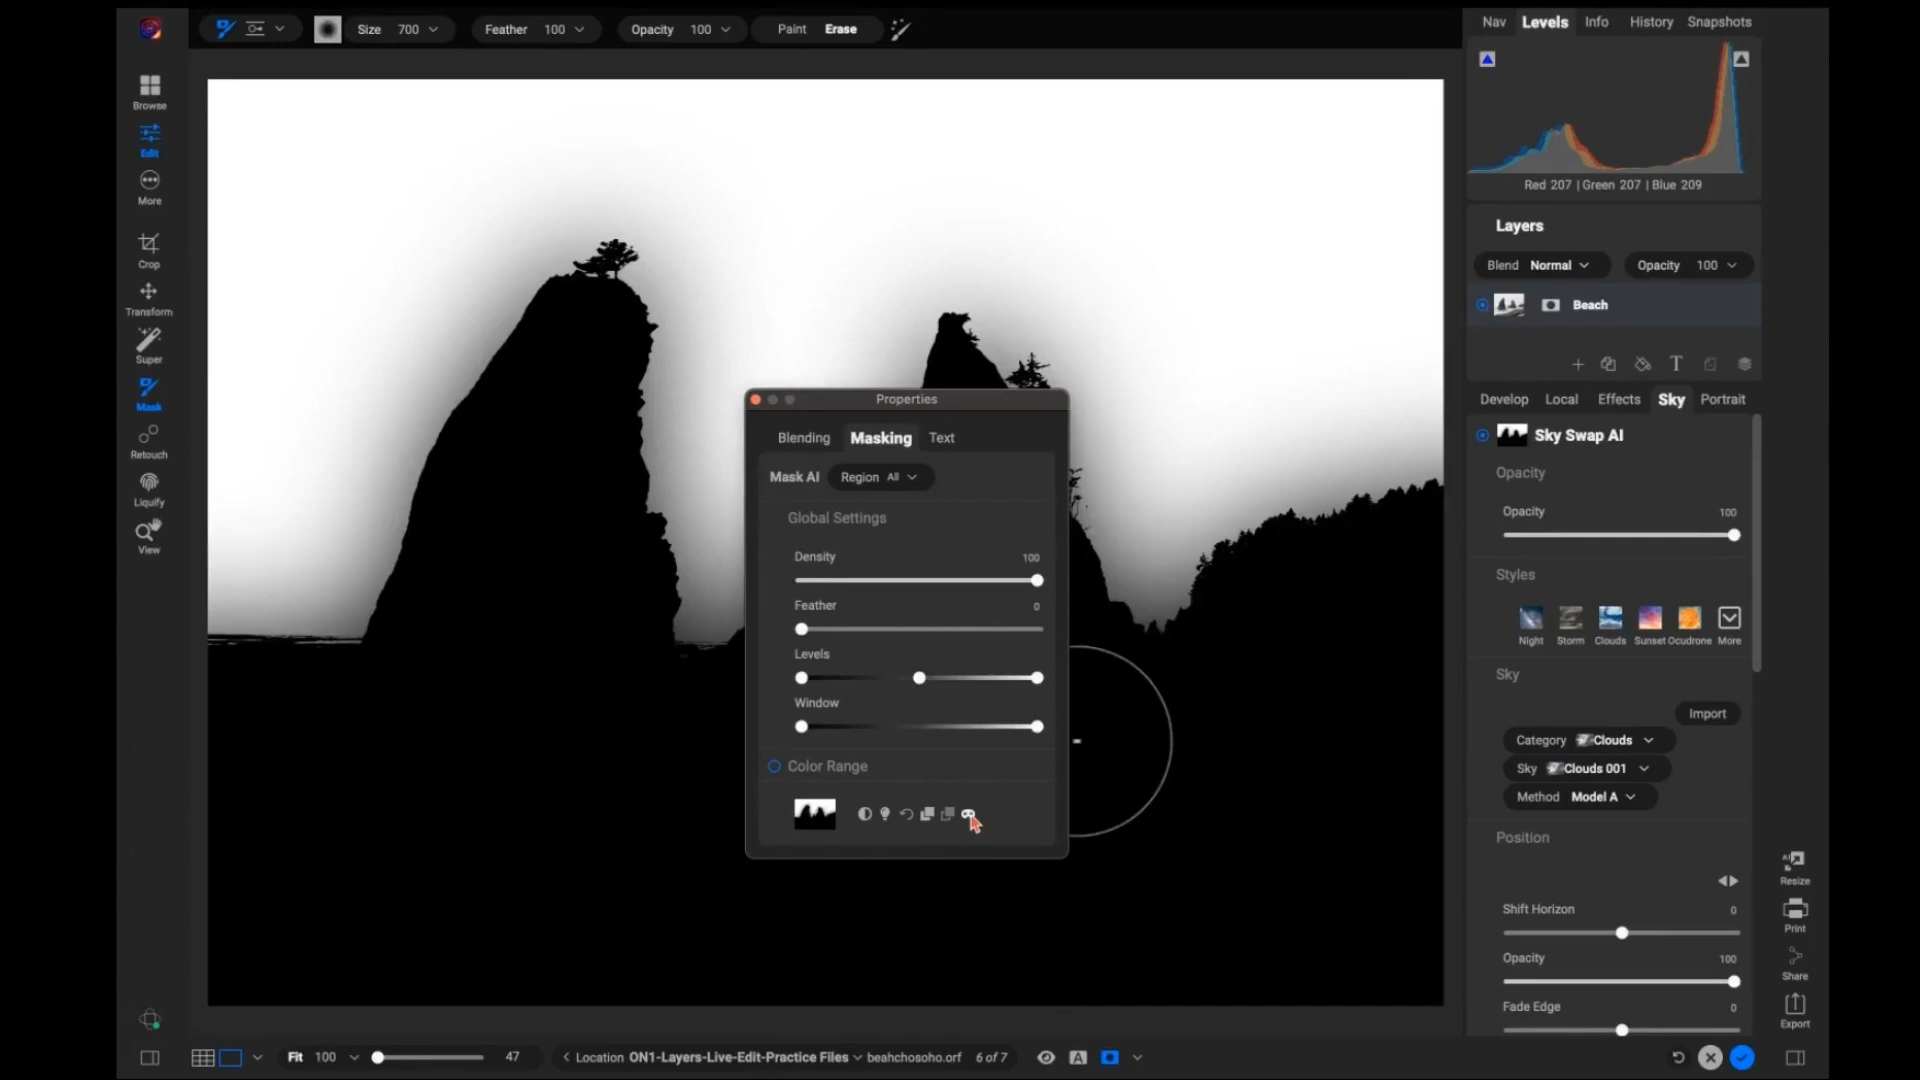 Size 700
Feather 100
Opacity 100
Paint Erase
Nav Levels Info History Snapshots
Browse
Edit
More
Crop
Transform
Super
Mask
Retouch
Liquify
View
Red 207 | Green 207 | Blue 209
Layers
Blend Normal
Opacity 100
Beach
T
Develop Local Effects Sky Portrait
Sky Swap AI
Opacity
Opacity 100
Styles
Night Storm Clouds Sunset Ocudrone More
Sky
Import
Category Clouds
Sky Clouds 001
Method Model A
Position
Shift Horizon 0
Opacity 100
Fade Edge 0
Properties
Blending Masking Text
Mask AI Region All
Global Settings
Density 100
Feather 0
Levels
Window
Color Range
AI
Resize
Print
Share
Export
Fit 100
47
Location ON1-Layers-Live-Edit-Practice Files beahchosoho.orf 6 of 7
A